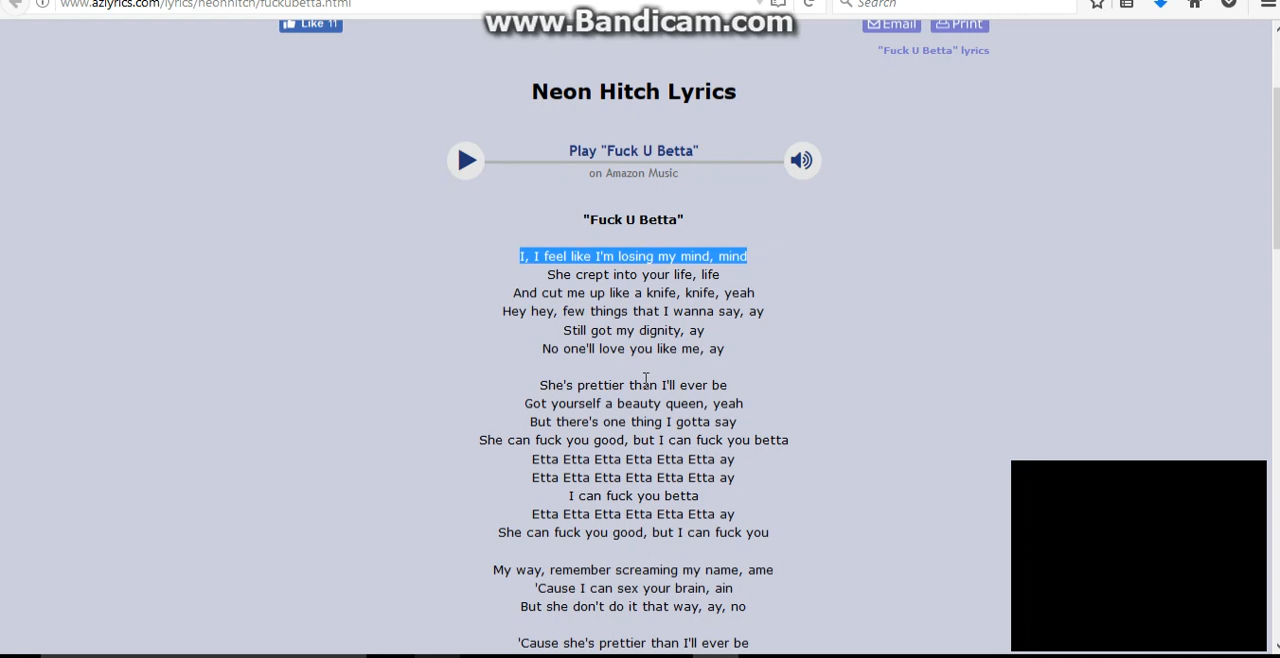 www.azlyrics.com/lyrics/neonhitch/fuckubetta.html
Search
www.Bandicam.com
Like 11
Email
Print
"Fuck U Betta" lyrics
Neon Hitch Lyrics
Play "Fuck U Betta"
on Amazon Music
"Fuck U Betta"
I, I feel like I'm losing my mind, mind
She crept into your life, life
And cut me up like a knife, knife, yeah
Hey hey, few things that I wanna say, ay
Still got my dignity, ay
No one'll love you like me, ay
She's prettier than I'll ever be
Got yourself a beauty queen, yeah
But there's one thing I gotta say
She can fuck you good, but I can fuck you betta
Etta Etta Etta Etta Etta Etta ay
Etta Etta Etta Etta Etta Etta ay
I can fuck you betta
Etta Etta Etta Etta Etta Etta ay
She can fuck you good, but I can fuck you
My way, remember screaming my name, ame
'Cause I can sex your brain, ain
But she don't do it that way, ay, no
'Cause she's prettier than I'll ever be